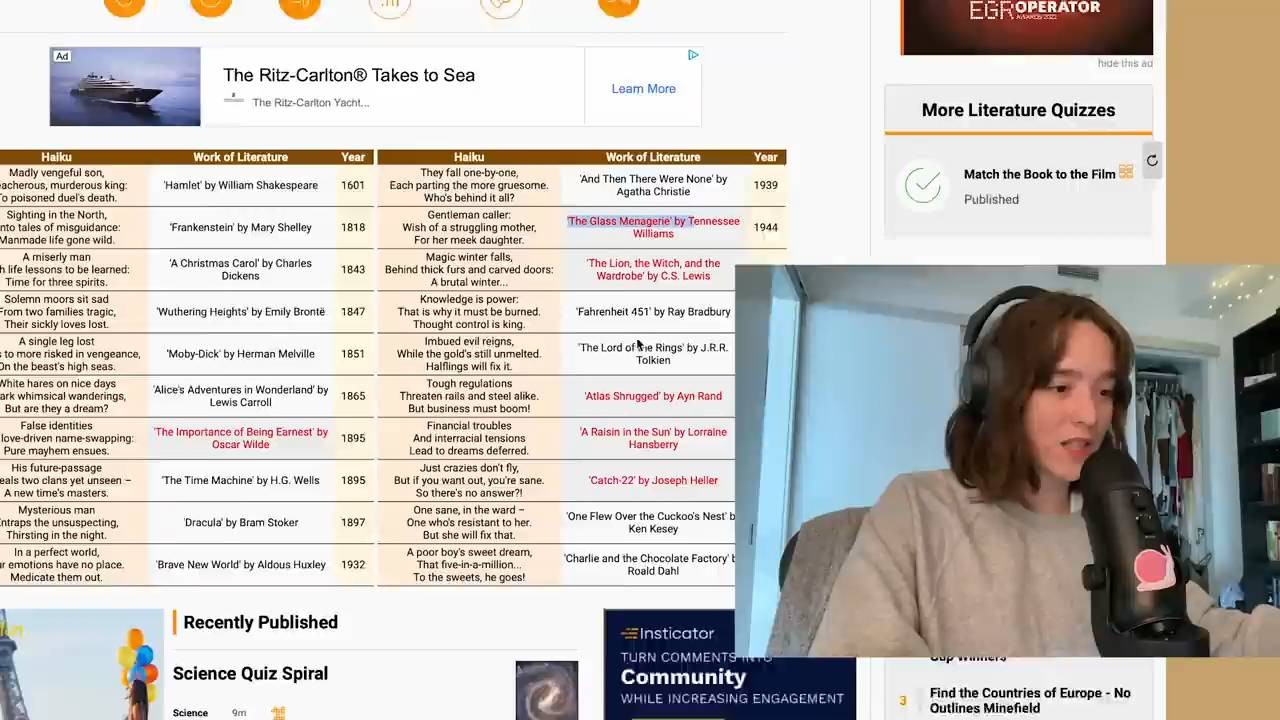 EGR OPERATOR
AWARDS 2022
hide this ad
Ad
The Ritz-Carlton® Takes to Sea
The Ritz-Carlton Yacht...
Learn More
More Literature Quizzes
Match the Book to the Film
Published
Haiku Work of Literature Year
Madly vengeful son,
eacherous, murderous king:
To poisoned duel's death.
'Hamlet' by William Shakespeare
1601
Sighting in the North,
nto tales of misguidance:
Manmade life gone wild.
'Frankenstein' by Mary Shelley
1818
A miserly man
h life lessons to be learned:
Time for three spirits.
'A Christmas Carol' by Charles
Dickens
1843
Solemn moors sit sad
From two families tragic,
Their sickly loves lost.
'Wuthering Heights' by Emily Brontë
1847
A single leg lost
s to more risked in vengeance,
On the beast's high seas.
'Moby-Dick' by Herman Melville
1851
White hares on nice days
ark whimsical wanderings,
But are they a dream?
'Alice's Adventures in Wonderland' by
Lewis Carroll
1865
False identities
love-driven name-swapping:
Pure mayhem ensues.
'The Importance of Being Earnest' by
Oscar Wilde
1895
His future-passage
eals two clans yet unseen –
A new time's masters.
'The Time Machine' by H.G. Wells
1895
Mysterious man
Entraps the unsuspecting,
Thirsting in the night.
'Dracula' by Bram Stoker
1897
In a perfect world,
ur emotions have no place.
Medicate them out.
'Brave New World' by Aldous Huxley
1932
Haiku Work of Literature Year
They fall one-by-one,
Each parting the more gruesome.
Who's behind it all?
'And Then There Were None' by
Agatha Christie
1939
Gentleman caller:
Wish of a struggling mother,
For her meek daughter.
'The Glass Menagerie' by Tennessee
Williams
1944
Magic winter falls,
Behind thick furs and carved doors:
A brutal winter...
'The Lion, the Witch, and the
Wardrobe' by C.S. Lewis
Knowledge is power:
That is why it must be burned.
Thought control is king.
'Fahrenheit 451' by Ray Bradbury
Imbued evil reigns,
While the gold's still unmelted.
Halflings will fix it.
'The Lord of the Rings' by J.R.R.
Tolkien
Tough regulations
Threaten rails and steel alike.
But business must boom!
'Atlas Shrugged' by Ayn Rand
Financial troubles
And interracial tensions
Lead to dreams deferred.
'A Raisin in the Sun' by Lorraine
Hansberry
Just crazies don't fly,
But if you want out, you're sane.
So there's no answer?!
'Catch-22' by Joseph Heller
One sane, in the ward –
One who's resistant to her.
But she will fix that.
'One Flew Over the Cuckoo's Nest' b
Ken Kesey
A poor boy's sweet dream,
That five-in-a-million...
To the sweets, he goes!
'Charlie and the Chocolate Factory' b
Roald Dahl
Recently Published
Science Quiz Spiral
Science 9m
Insticator
TURN COMMENTS INTO
Community
WHILE INCREASING ENGAGEMENT
Cup Winners
3 Find the Countries of Europe - No
Outlines Minefield